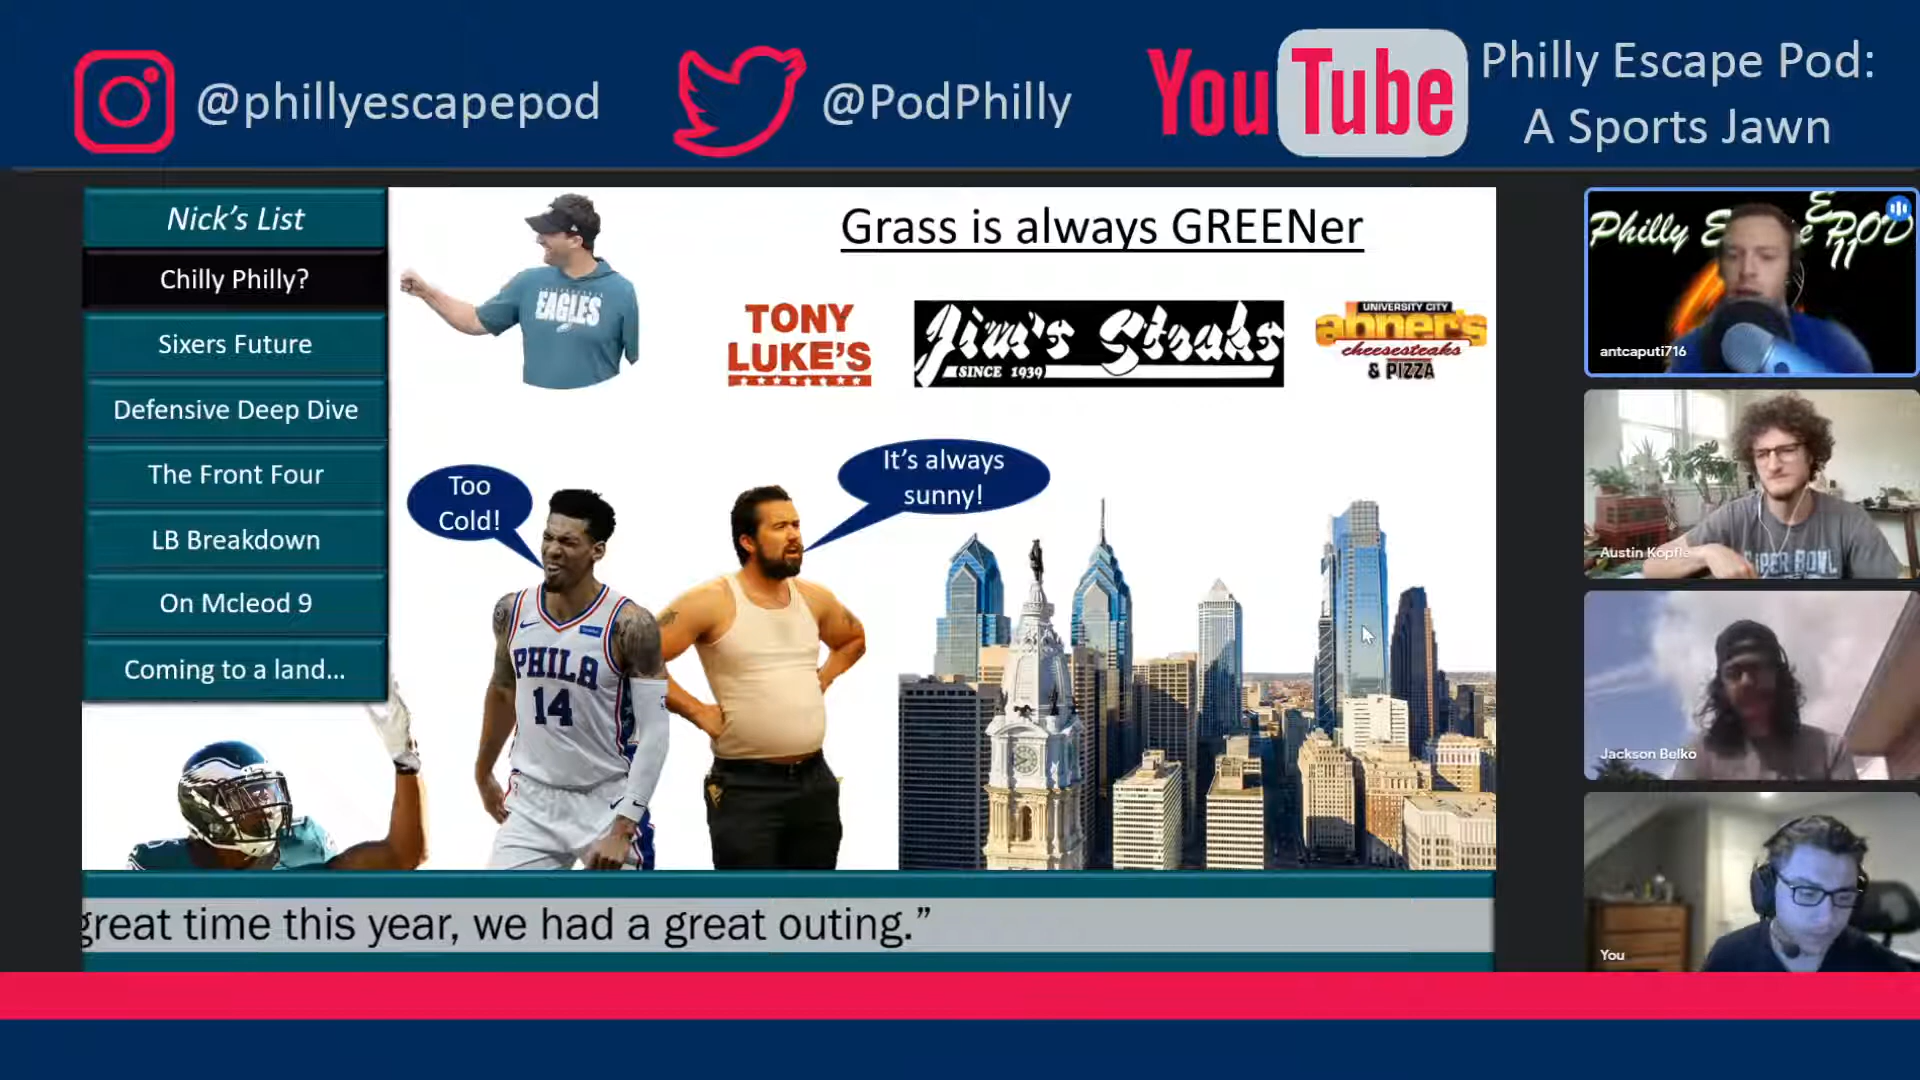 @phillyescapepod
@PodPhilly
YouTube
Philly Escape Pod:
A Sports Jawn
Nick's List
Chilly Philly?
Sixers Future
Defensive Deep Dive
The Front Four
LB Breakdown
On Mcleod 9
Coming to a land...
Grass is always GREENer
EAGLES
TONY
LUKE'S
Jim's Steaks
SINCE 1939
UNIVERSITY CITY
abner's
cheesesteaks
& PIZZA
Too
Cold!
It's always
sunny!
PHILA
14
great time this year, we had a great outing.”
Philly E
e POD
11
antcaputi716
Austin Kopfle
Jackson Belko
You